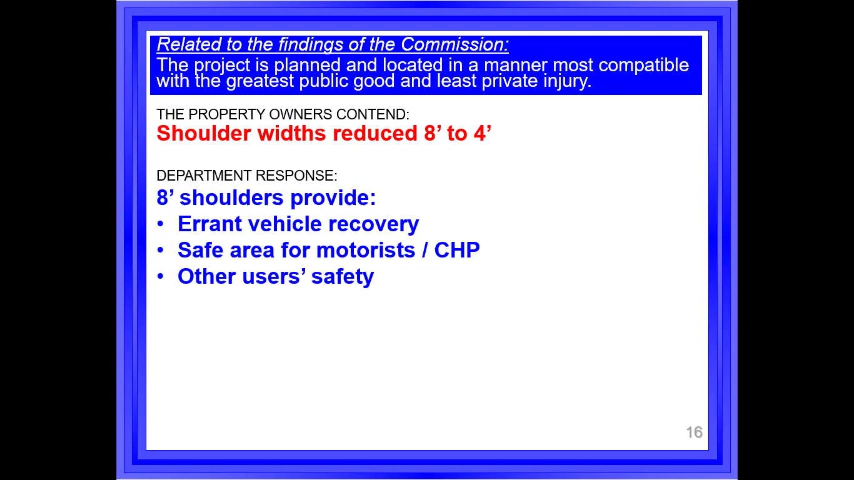 Related to the findings of the Commission:
The project is planned and located in a manner most compatible
with the greatest public good and least private injury.
THE PROPERTY OWNERS CONTEND:
Shoulder widths reduced 8’ to 4’
DEPARTMENT RESPONSE:
8’ shoulders provide:
• Errant vehicle recovery
• Safe area for motorists / CHP
• Other users’ safety
16